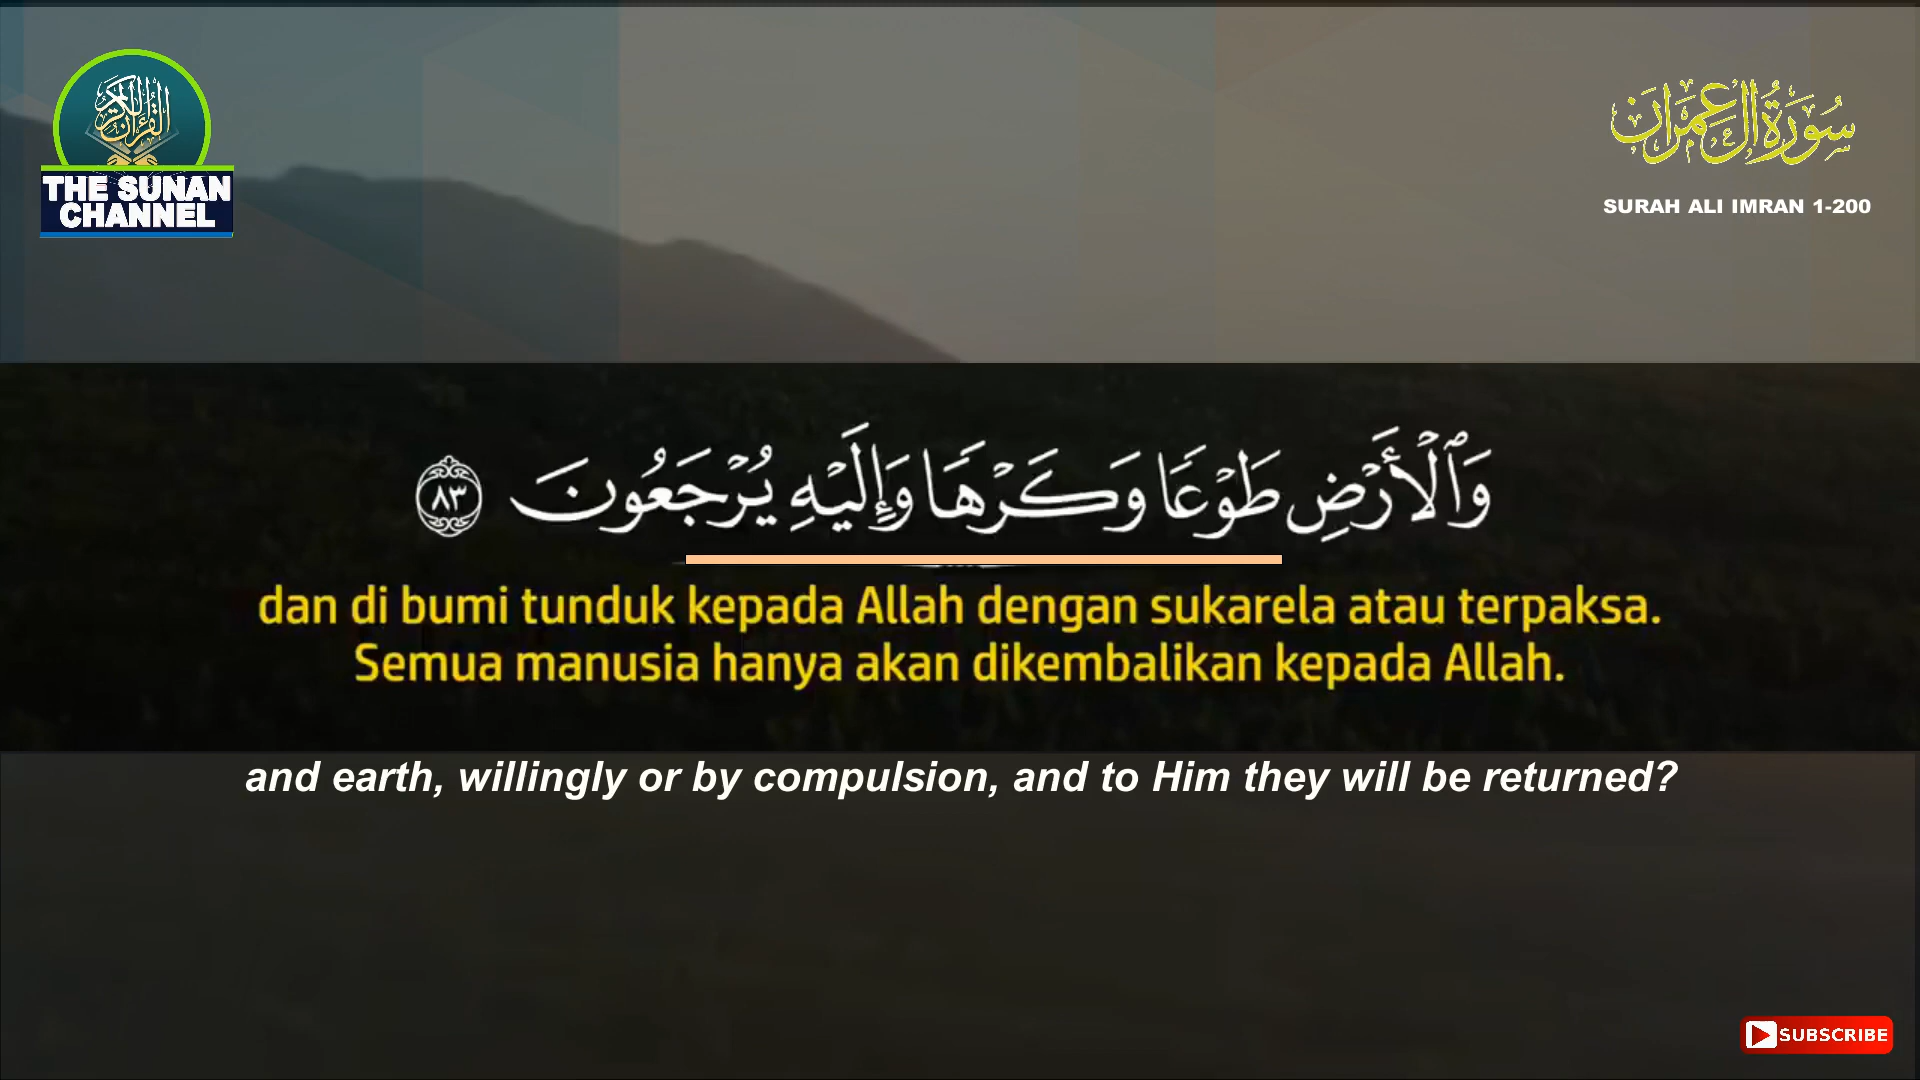 القرآن الكريم
THE SUNAN
CHANNEL
سُورَةُ آلِ عِمْرَان
SURAH ALI IMRAN 1-200
وَٱلْأَرْضِ طَوْعًا وَكَرْهًا وَإِلَيْهِ يُرْجَعُونَ ٨٣
dan di bumi tunduk kepada Allah dengan sukarela atau terpaksa.
Semua manusia hanya akan dikembalikan kepada Allah.
and earth, willingly or by compulsion, and to Him they will be returned?
SUBSCRIBE